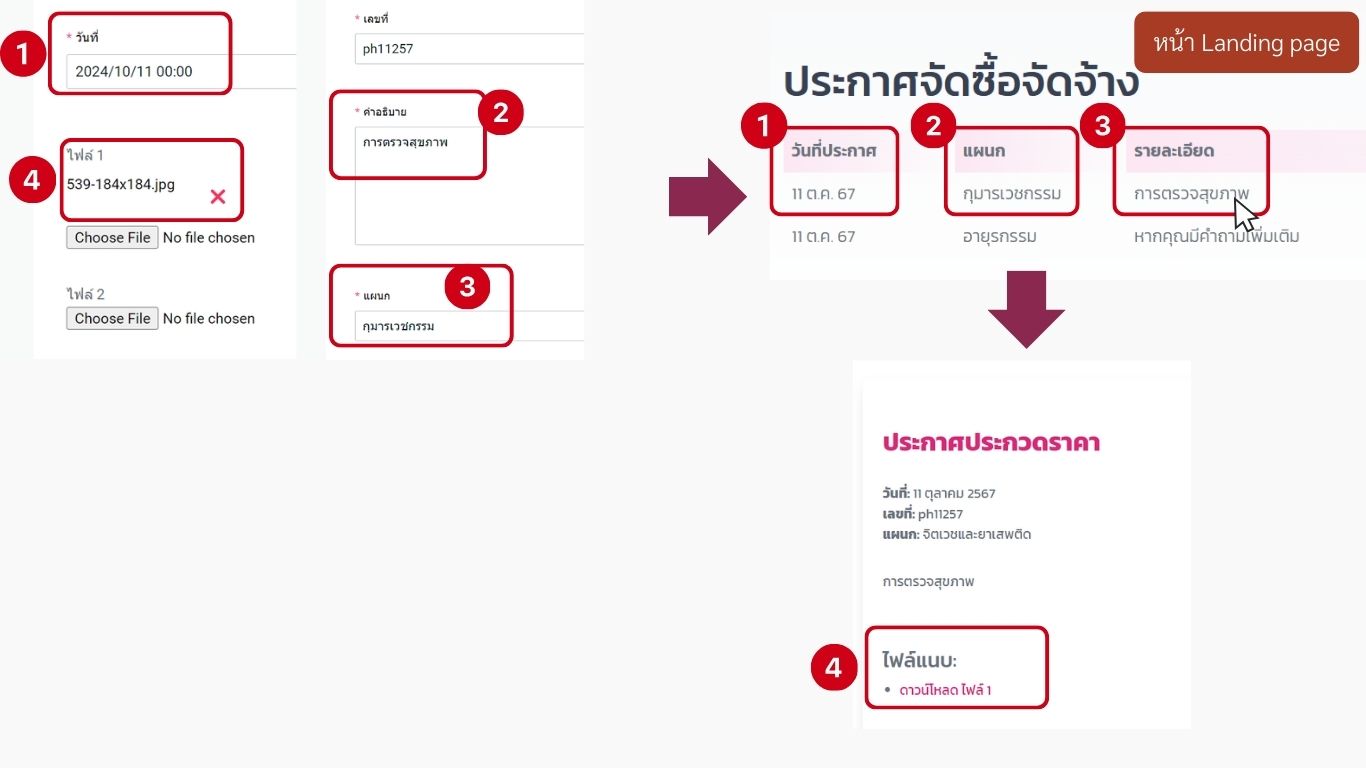 1
* วันที่
2024/10/11 00:00
4
ไฟล์ 1
539-184x184.jpg
Choose File No file chosen
ไฟล์ 2
Choose File No file chosen
* เลขที่
ph11257
2
* คำอธิบาย
การตรวจสุขภาพ
3
* แผนก
กุมารเวชกรรม
หน้า Landing page
ประกาศจัดซื้อจัดจ้าง
1 2 3
วันที่ประกาศ แผนก รายละเอียด
11 ต.ค. 67 กุมารเวชกรรม การตรวจสุขภาพ
11 ต.ค. 67 อายุรกรรม หากคุณมีคำถามเพิ่มเติม
ประกาศประกวดราคา
วันที่: 11 ตุลาคม 2567
เลขที่: ph11257
แผนก: จิตเวชและยาเสพติด
การตรวจสุขภาพ
4
ไฟล์แนบ:
• ดาวน์โหลด ไฟล์ 1